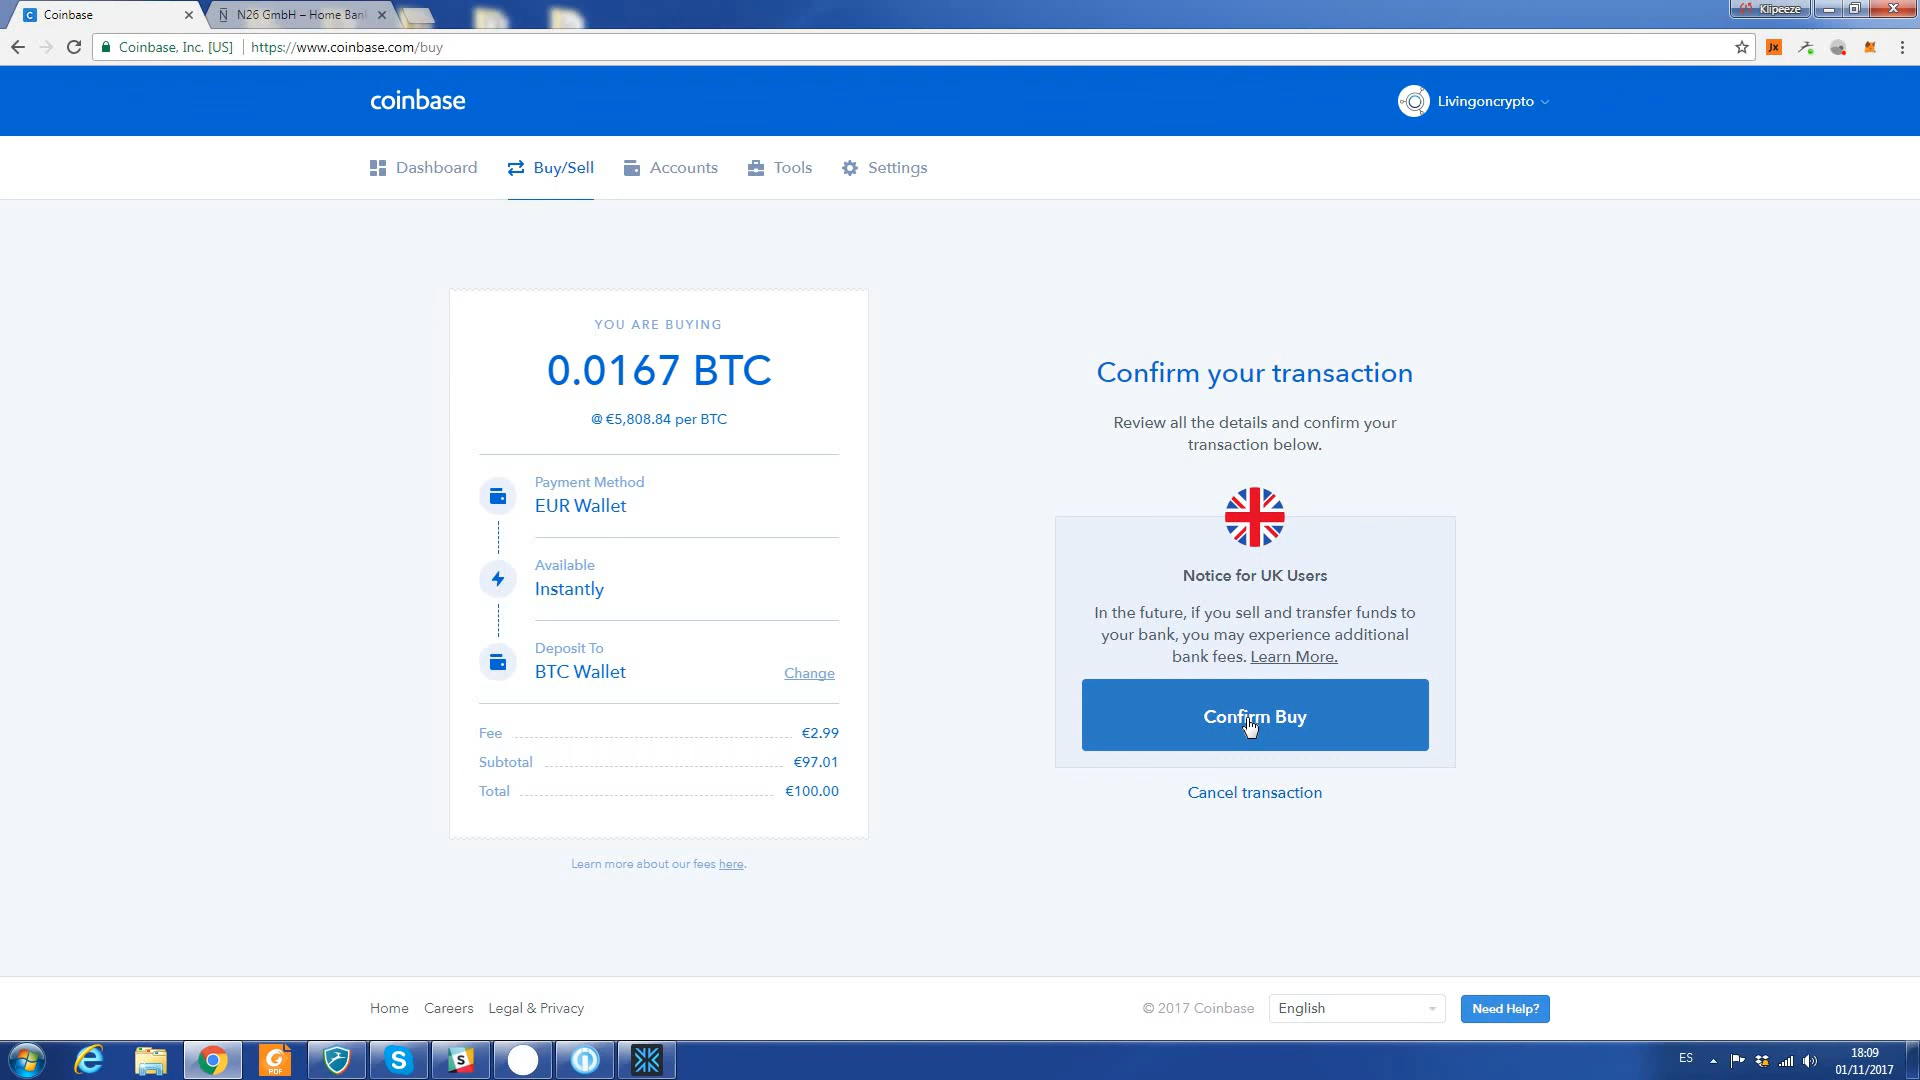 Coinbase
N26 GmbH – Home Ban
Klipeeze
Coinbase, Inc. [US]
https://www.coinbase.com/buy
JX
coinbase
Livingoncrypto
Dashboard
Buy/Sell
Accounts
Tools
Settings
YOU ARE BUYING
0.0167 BTC
@ €5,808.84 per BTC
Payment Method
EUR Wallet
Available
Instantly
Deposit To
BTC Wallet
Change
Fee €2.99
Subtotal €97.01
Total €100.00
Learn more about our fees here.
Confirm your transaction
Review all the details and confirm your
transaction below.
Notice for UK Users
In the future, if you sell and transfer funds to
your bank, you may experience additional
bank fees. Learn More.
Confirm Buy
Cancel transaction
Home
Careers
Legal & Privacy
© 2017 Coinbase
English
Need Help?
PDF
ES
18:09
01/11/2017